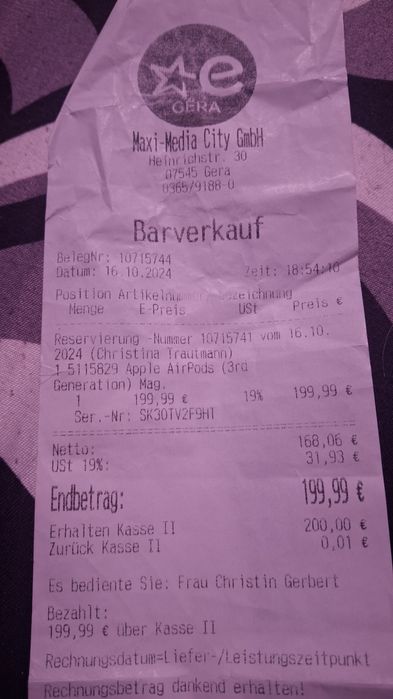 e
GERA
Maxi-Media City GmbH
Heinrichstr. 30
07545 Gera
0365/9188-0
Barverkauf
BelegNr: 10715744
Datum: 16.10.2024 Zeit: 18:54:10
Position Artikelnummer/ Bezeichnung
Menge E-Preis USt Preis €
Reservierung -Nummer 10715741 vom 16.10.
2024 (Christina Trautmann)
1 5115829 Apple AirPods (3rd
Generation) Mag.
1 199,99 € 19% 199,99 €
Ser.-Nr: SK30TV2F9H1
Netto: 168,06 €
USt 19%: 31,93 €
Endbetrag: 199,99 €
Erhalten Kasse II 200,00 €
Zurück Kasse II 0,01 €
Es bediente Sie: Frau Christin Gerbert
Bezahlt:
199,99 € über Kasse II
Rechnungsdatum=Liefer-/Leistungszeitpunkt
Rechnungsbetrag dankend erhalten!